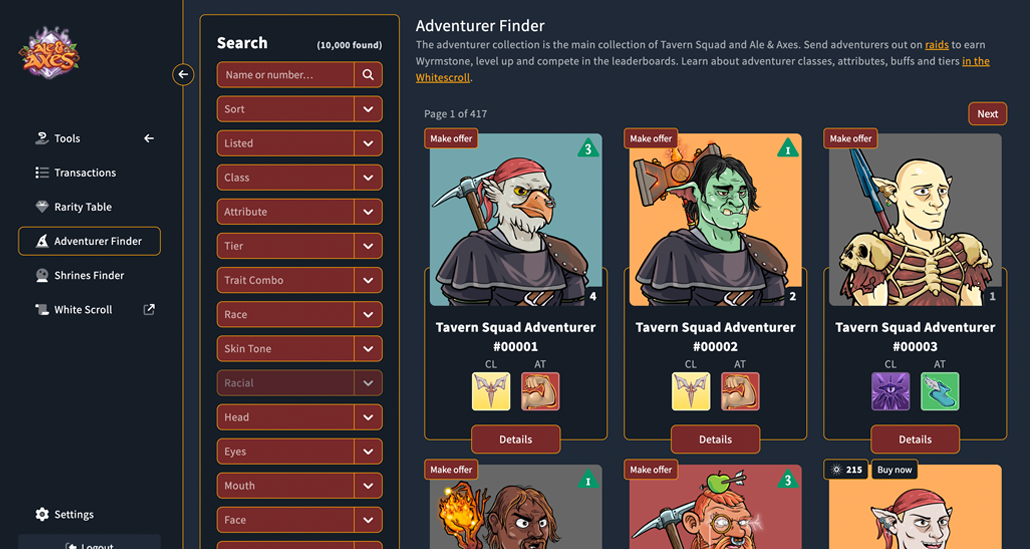 Ale &
Axes
Tools
Transactions
Rarity Table
Adventurer Finder
Shrines Finder
White Scroll
Settings
Logout
Search
(10,000 found)
Name or number...
Sort
Listed
Class
Attribute
Tier
Trait Combo
Race
Skin Tone
Racial
Head
Eyes
Mouth
Face
Adventurer Finder
The adventurer collection is the main collection of Tavern Squad and Ale & Axes. Send adventurers out on raids to earn
Wyrmstone, level up and compete in the leaderboards. Learn about adventurer classes, attributes, buffs and tiers in the
Whitescroll.
Page 1 of 417
Next
Make offer
3
4
Tavern Squad Adventurer
#00001
CL AT
Details
Make offer
1
2
Tavern Squad Adventurer
#00002
CL AT
Details
Make offer
1
Tavern Squad Adventurer
#00003
CL AT
Details
Make offer
1
Make offer
3
215
Buy now